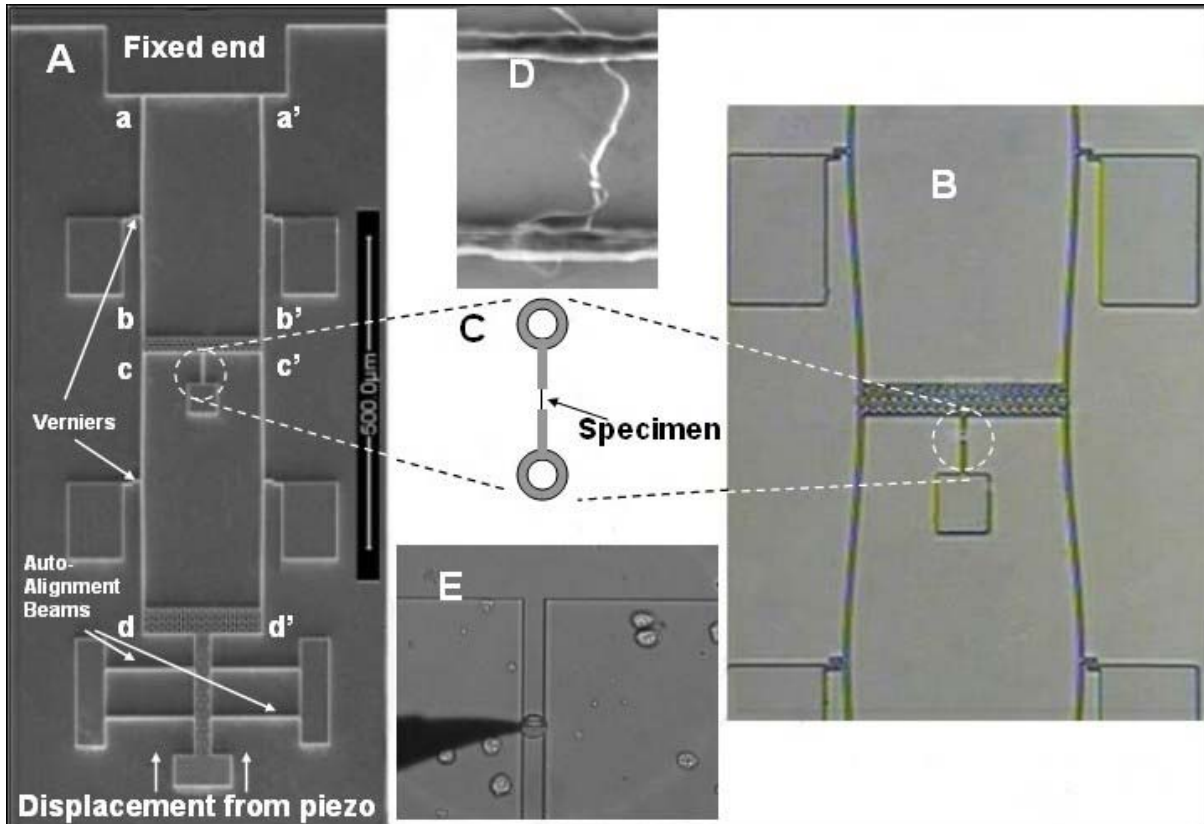 A
Fixed end
a
a'
b
b'
c
c'
Verniers
500.0µm
Auto-
Alignment
Beams
d
d'
Displacement from piezo
D
C
Specimen
E
B